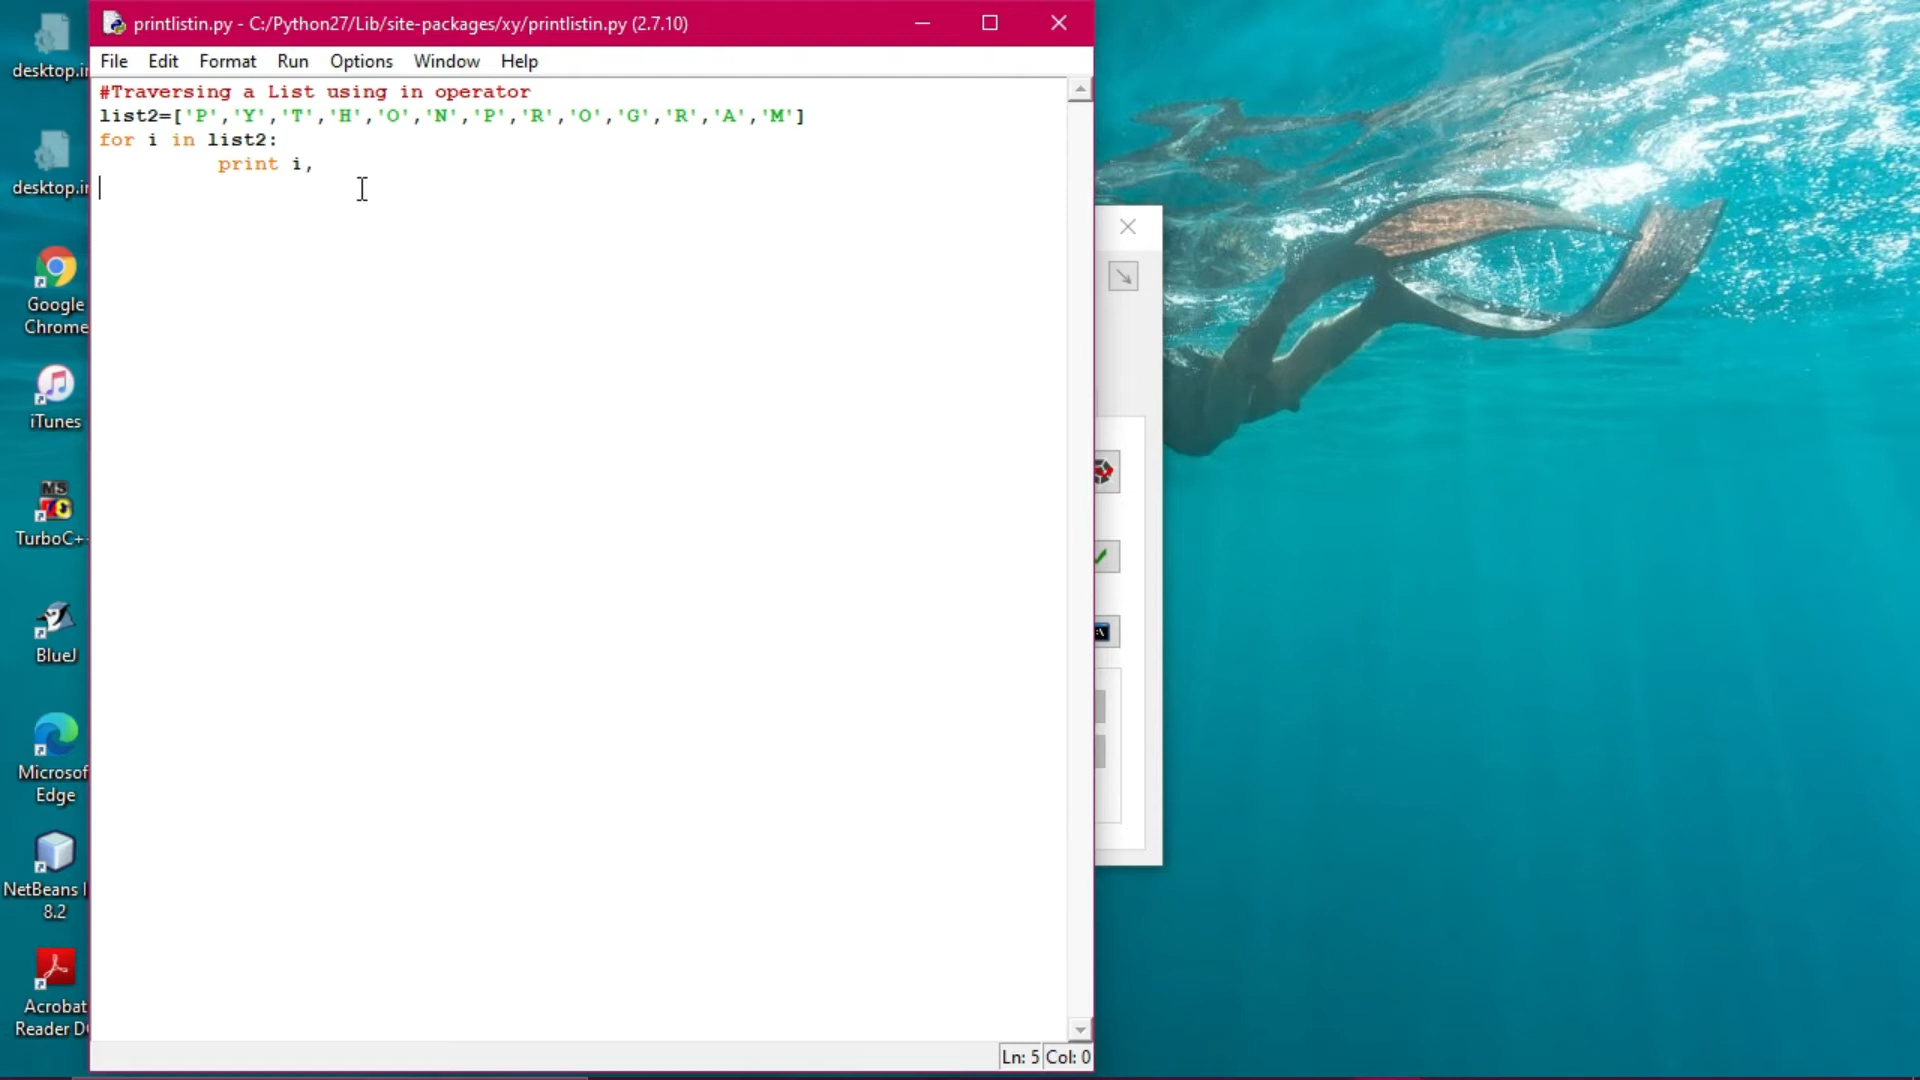 printlistin.py - C:/Python27/Lib/site-packages/xy/printlistin.py (2.7.10)
File Edit Format Run Options Window Help
#Traversing a List using in operator
list2=['P','Y','T','H','O','N','P','R','O','G','R','A','M']
for i in list2:
print i,
Ln: 5 Col: 0
desktop.i
desktop.i
Google
Chrome
iTunes
MS
TurboC+
BlueJ
Microsof
Edge
NetBeans I
8.2
Acrobat
Reader D